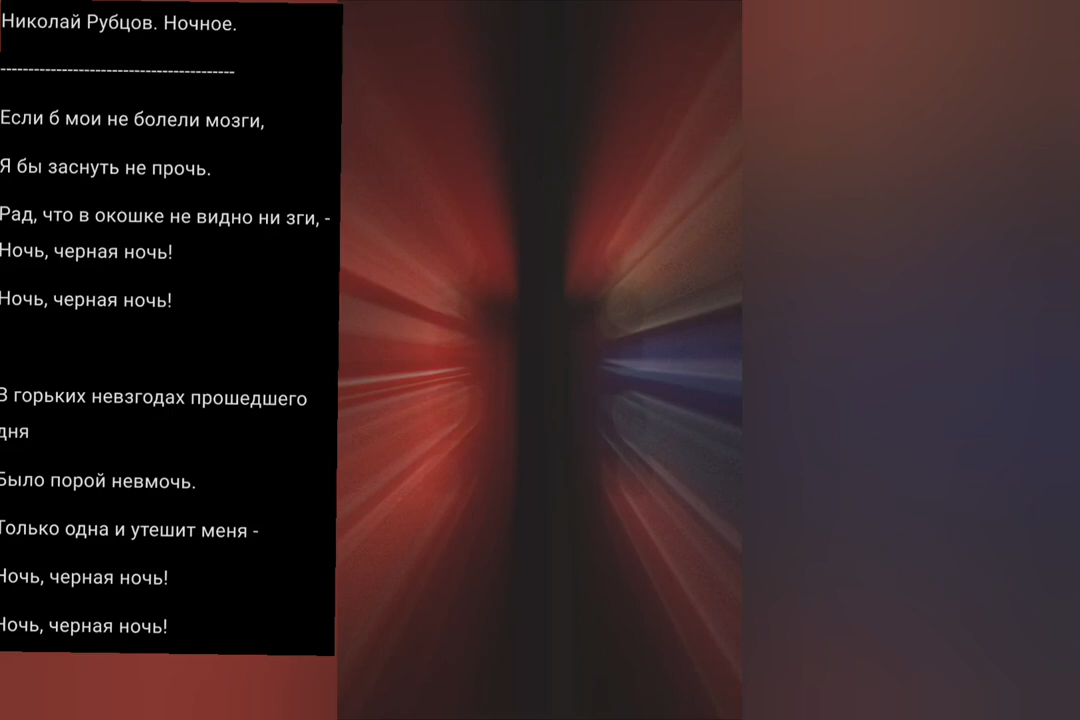 Николай Рубцов. Ночное.
------------------------------------------
Если б мои не болели мозги,
Я бы заснуть не прочь.
Рад, что в окошке не видно ни зги, -
Ночь, черная ночь!
Ночь, черная ночь!
В горьких невзгодах прошедшего
дня
Было порой невмочь.
Только одна и утешит меня -
Ночь, черная ночь!
Ночь, черная ночь!